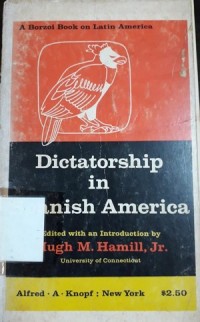 A Borzoi Book on Latin America
Dictatorship
in
anish America
Edited with an Introduction by
ugh M. Hamill, Jr.
University of Connecticut
Alfred · A · Knopf : New York $2.50